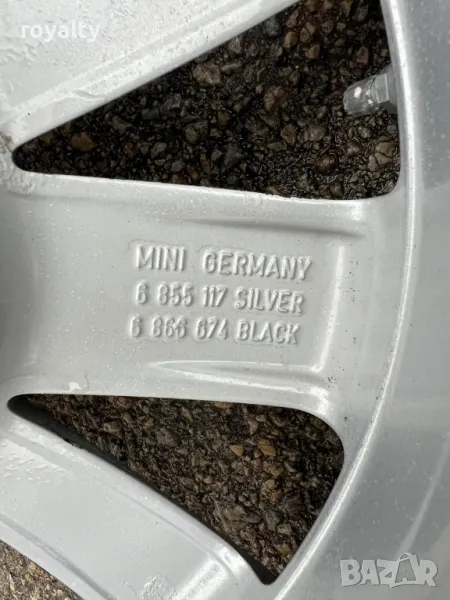 royalty
MINI GERMANY
6 855 117 SILVER
6 866 674 BLACK
BAZAR